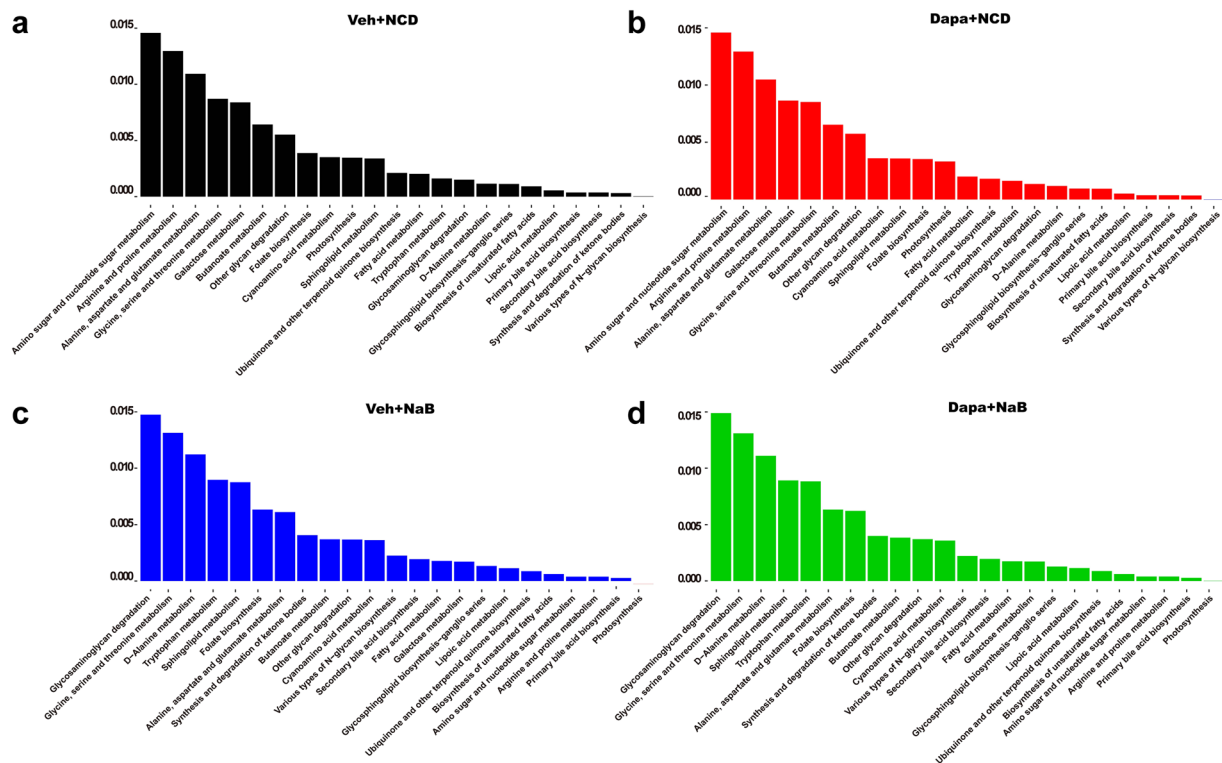 a
Veh+NCD
0.015
0.010
0.005
0.000
Amino sugar and nucleotide sugar metabolism
Arginine and proline metabolism
Alanine, aspartate and glutamate metabolism
Glycine, serine and threonine metabolism
Galactose metabolism
Butanoate metabolism
Other glycan degradation
Folate biosynthesis
Cyanoamino acid metabolism
Photosynthesis
Sphingolipid metabolism
Ubiquinone and other terpenoid quinone biosynthesis
Fatty acid metabolism
Tryptophan metabolism
Glycosaminoglycan degradation
D-Alanine metabolism
Glycosphingolipid biosynthesis-ganglio series
Biosynthesis of unsaturated fatty acids
Lipoic acid metabolism
Primary bile acid biosynthesis
Secondary bile acid biosynthesis
Synthesis and degradation of ketone bodies
Various types of N-glycan biosynthesis
b
Dapa+NCD
0.015
0.010
0.005
0.000
Amino sugar and nucleotide sugar metabolism
Arginine and proline metabolism
Alanine, aspartate and glutamate metabolism
Galactose metabolism
Glycine, serine and threonine metabolism
Butanoate metabolism
Other glycan degradation
Cyanoamino acid metabolism
Sphingolipid metabolism
Folate biosynthesis
Photosynthesis
Fatty acid metabolism
Ubiquinone and other terpenoid quinone biosynthesis
Tryptophan metabolism
Glycosaminoglycan degradation
D-Alanine metabolism
Glycosphingolipid biosynthesis-ganglio series
Biosynthesis of unsaturated fatty acids
Lipoic acid metabolism
Primary bile acid biosynthesis
Secondary bile acid biosynthesis
Synthesis and degradation of ketone bodies
Various types of N-glycan biosynthesis
c
Veh+NaB
0.015
0.010
0.005
0.000
Glycosaminoglycan degradation
Glycine, serine and threonine metabolism
D-Alanine metabolism
Tryptophan metabolism
Sphingolipid metabolism
Folate biosynthesis
Alanine, aspartate and glutamate metabolism
Synthesis and degradation of ketone bodies
Butanoate metabolism
Other glycan degradation
Cyanoamino acid metabolism
Various types of N-glycan biosynthesis
Secondary bile acid biosynthesis
Fatty acid metabolism
Galactose metabolism
Glycosphingolipid biosynthesis-ganglio series
Lipoic acid metabolism
Ubiquinone and other terpenoid quinone biosynthesis
Biosynthesis of unsaturated fatty acids
Amino sugar and nucleotide sugar metabolism
Arginine and proline metabolism
Primary bile acid biosynthesis
Photosynthesis
d
Dapa+NaB
0.015
0.010
0.005
0.000
Glycosaminoglycan degradation
Glycine, serine and threonine metabolism
D-Alanine metabolism
Sphingolipid metabolism
Tryptophan metabolism
Alanine, aspartate and glutamate metabolism
Folate biosynthesis
Synthesis and degradation of ketone bodies
Butanoate metabolism
Other glycan degradation
Cyanoamino acid metabolism
Various types of N-glycan biosynthesis
Secondary bile acid biosynthesis
Fatty acid metabolism
Galactose metabolism
Glycosphingolipid biosynthesis-ganglio series
Lipoic acid metabolism
Ubiquinone and other terpenoid quinone biosynthesis
Biosynthesis of unsaturated fatty acids
Amino sugar and nucleotide sugar metabolism
Arginine and proline metabolism
Primary bile acid biosynthesis
Photosynthesis